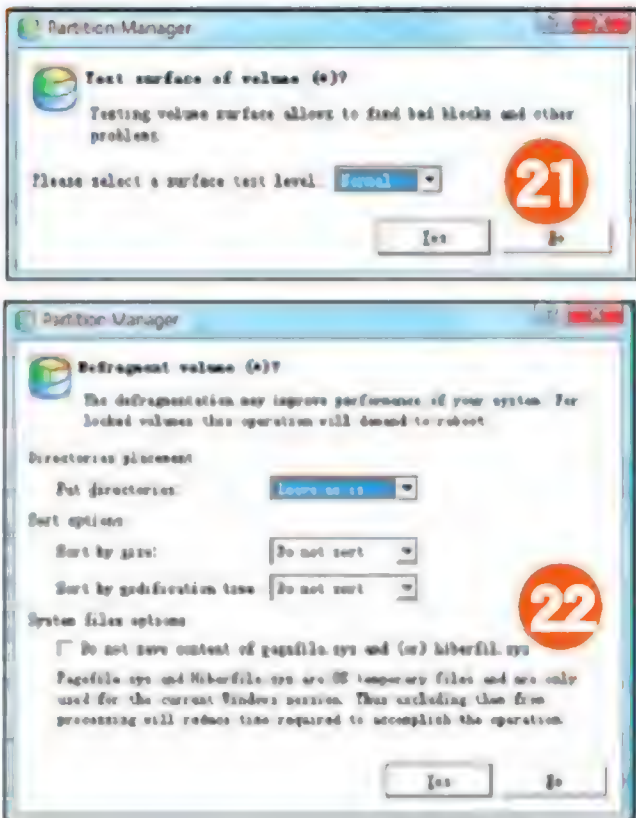 Partition Manager
Test surface of volume (*)?
Testing volume surface allows to find bad blocks and other
problems.
Please select a surface test level: Normal
21
Yes No
Partition Manager
Defragment volume (*)?
The defragmentation may improve performance of your system. For
locked volumes this operation will demand to reboot.
Directories placement
Put directories: Leave as is
Sort options
Sort by size: Do not sort
Sort by modification time: Do not sort
22
System files options
Do not move content of pagefile.sys and (or) hiberfil.sys
Pagefile.sys and Hiberfile.sys are OS temporary files and are only
used for the current Windows session. Thus excluding them from
processing will reduce time required to accomplish the operation.
Yes No